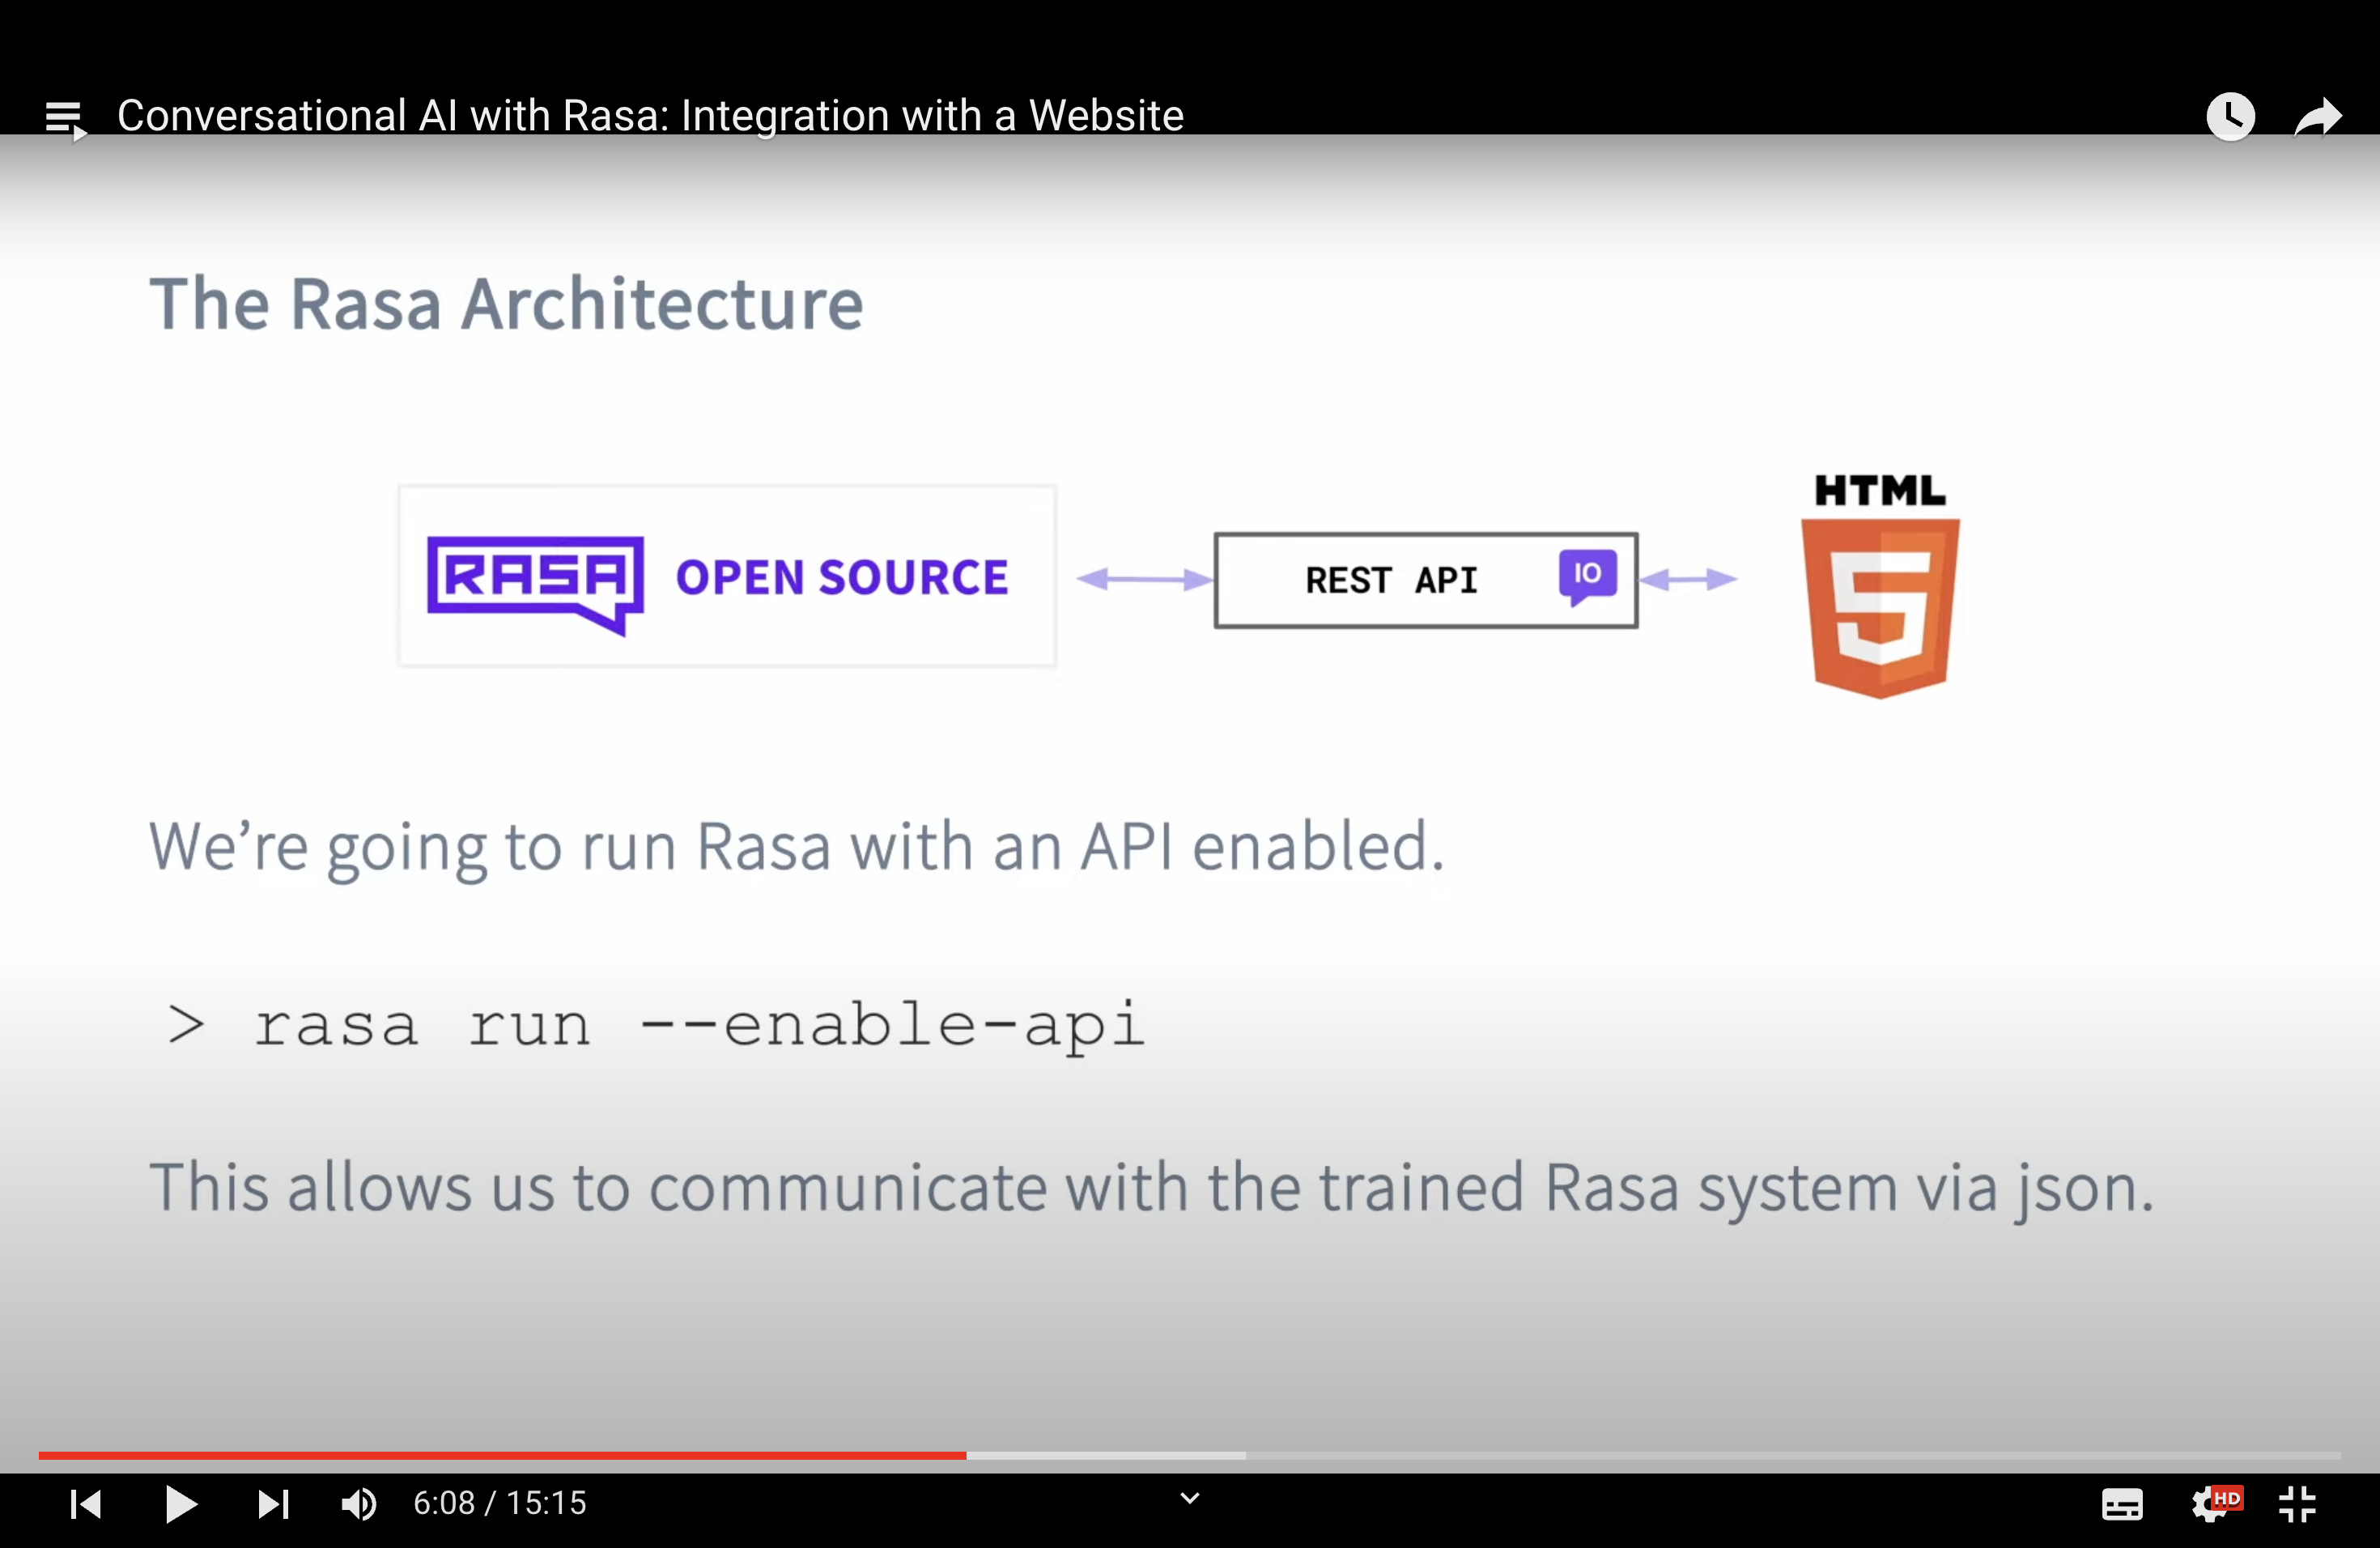 Conversational AI with Rasa: Integration with a Website
The Rasa Architecture
HTML
RASA OPEN SOURCE
REST API
IO
5
We’re going to run Rasa with an API enabled.
> rasa run --enable-api
This allows us to communicate with the trained Rasa system via json.
6:08 / 15:15
HD